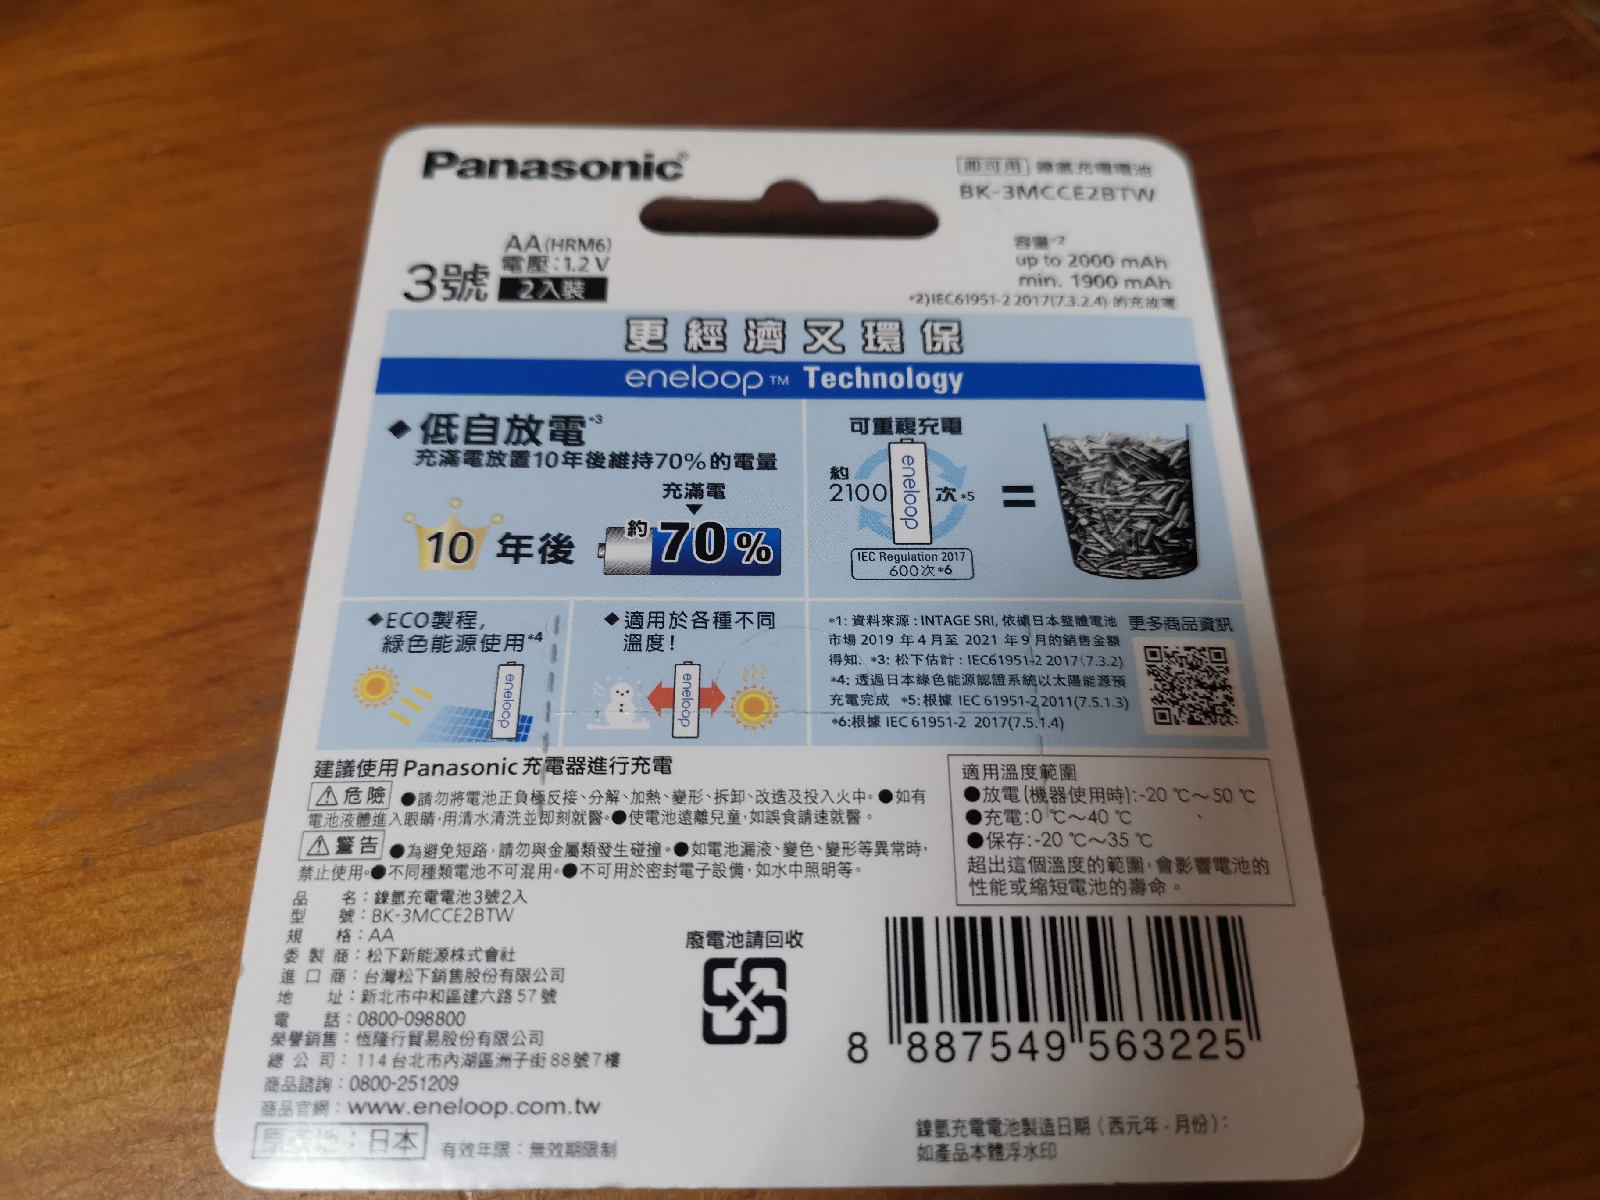 Panasonic
即可用 鎳氫充電電池
BK-3MCCE2BTW
3號
AA(HRM6)
電壓:1.2 V
2入裝
容量*2
up to 2000 mAh
min. 1900 mAh
*2)IEC61951-2 2017(7.3.2.4) 的充放電
更經濟又環保
eneloop™ Technology
◆低自放電*3
充滿電放置10年後維持70%的電量
充滿電
10年後
約70%
可重複充電
約2100次*5
eneloop
IEC Regulation 2017
600次*6
=
◆ECO製程,
綠色能源使用*4
eneloop
◆適用於各種不同
溫度!
eneloop
*1: 資料來源 : INTAGE SRI, 依據日本整體電池
市場 2019 年 4 月至 2021 年 9 月的銷售金額
得知. *3: 松下估計 : IEC61951-2 2017(7.3.2)
*4: 透過日本綠色能源認證系統以太陽能源預
充電完成 *5:根據 IEC 61951-2 2011(7.5.1.3)
*6:根據 IEC 61951-2 2017(7.5.1.4)
更多商品資訊
建議使用Panasonic充電器進行充電
⚠危險 ●請勿將電池正負極反接、分解、加熱、變形、拆卸、改造及投入火中。●如有
電池液體進入眼睛,用清水清洗並即刻就醫。●使電池遠離兒童,如誤食請速就醫。
⚠警告 ●為避免短路,請勿與金屬類發生碰撞。●如電池漏液、變色、變形等異常時,
禁止使用。●不同種類電池不可混用。●不可用於密封電子設備,如水中照明等。
適用溫度範圍
●放電(機器使用時):-20 ℃～50 ℃
●充電:0 ℃～40 ℃
●保存:-20 ℃～35 ℃
超出這個溫度的範圍,會影響電池的
性能或縮短電池的壽命。
品名:鎳氫充電電池3號2入
型號:BK-3MCCE2BTW
規格:AA
委製商:松下新能源株式會社
進口商:台灣松下銷售股份有限公司
地址:新北市中和區建六路57號
電話:0800-098800
榮譽銷售:恆隆行貿易股份有限公司
總公司:114台北市內湖區洲子街88號7樓
商品諮詢:0800-251209
商品官網:www.eneloop.com.tw
原產地:日本 有效年限:無效期限制
廢電池請回收
8 887549 563225
鎳氫充電電池製造日期(西元年-月份):
如產品本體浮水印